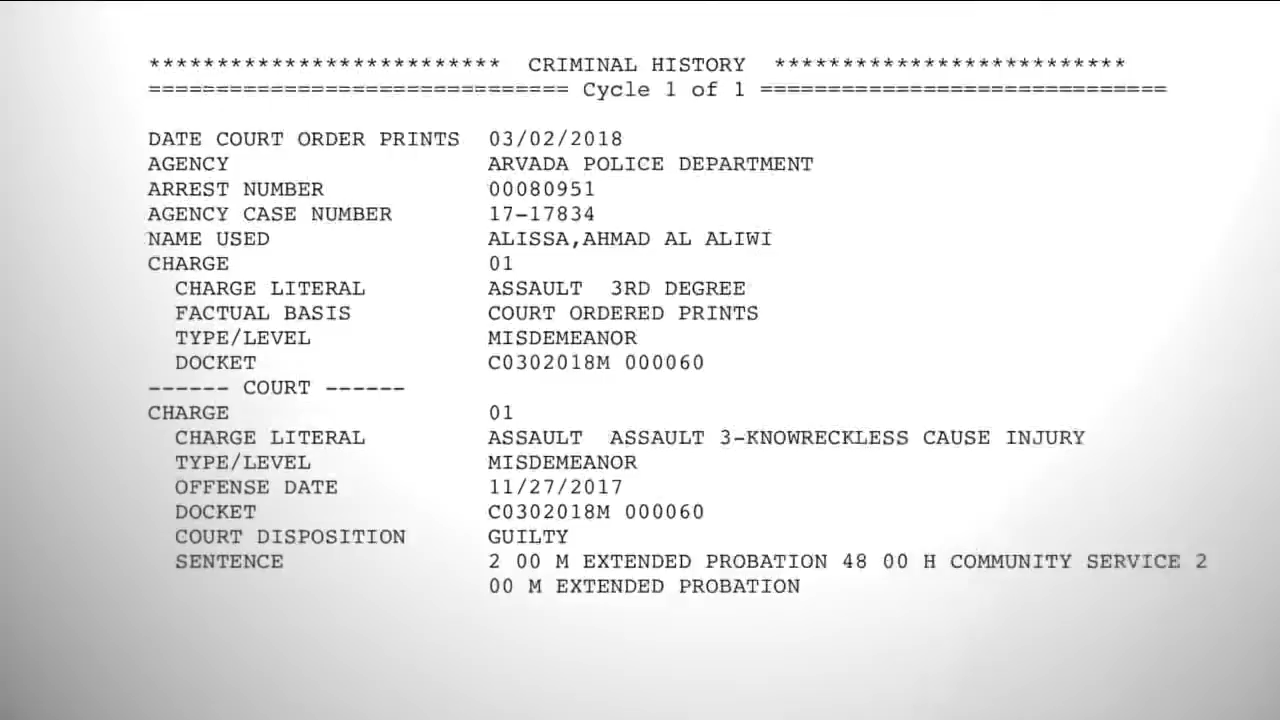 ************************** CRIMINAL HISTORY **************************
=============================== Cycle 1 of 1 ==============================
DATE COURT ORDER PRINTS 03/02/2018
AGENCY ARVADA POLICE DEPARTMENT
ARREST NUMBER 00080951
AGENCY CASE NUMBER 17-17834
NAME USED ALISSA,AHMAD AL ALIWI
CHARGE 01
CHARGE LITERAL ASSAULT 3RD DEGREE
FACTUAL BASIS COURT ORDERED PRINTS
TYPE/LEVEL MISDEMEANOR
DOCKET C0302018M 000060
------ COURT ------
CHARGE 01
CHARGE LITERAL ASSAULT ASSAULT 3-KNOWRECKLESS CAUSE INJURY
TYPE/LEVEL MISDEMEANOR
OFFENSE DATE 11/27/2017
DOCKET C0302018M 000060
COURT DISPOSITION GUILTY
SENTENCE 2 00 M EXTENDED PROBATION 48 00 H COMMUNITY SERVICE 2
00 M EXTENDED PROBATION